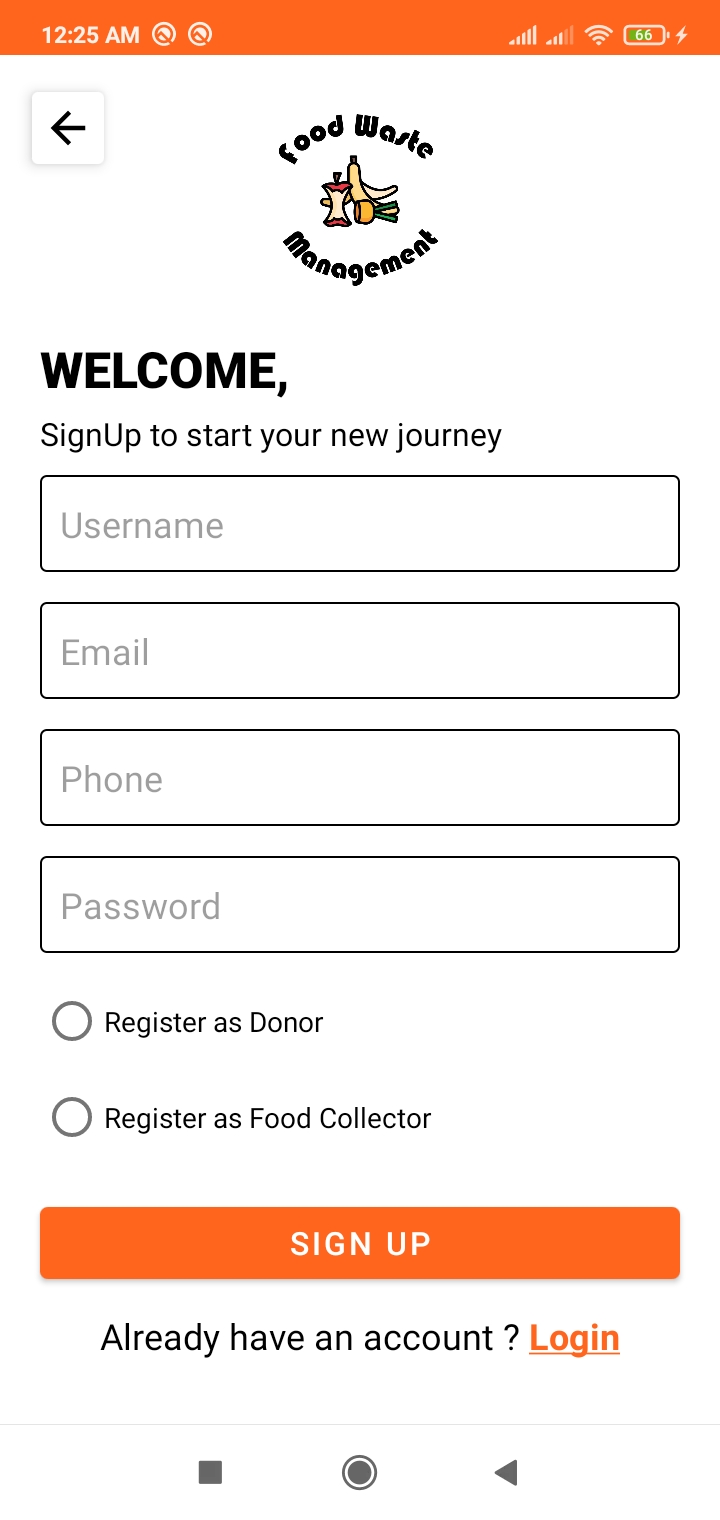 12:25 AM
66
Food Waste
Management
WELCOME,
SignUp to start your new journey
Username
Email
Phone
Password
Register as Donor
Register as Food Collector
SIGN UP
Already have an account ? Login